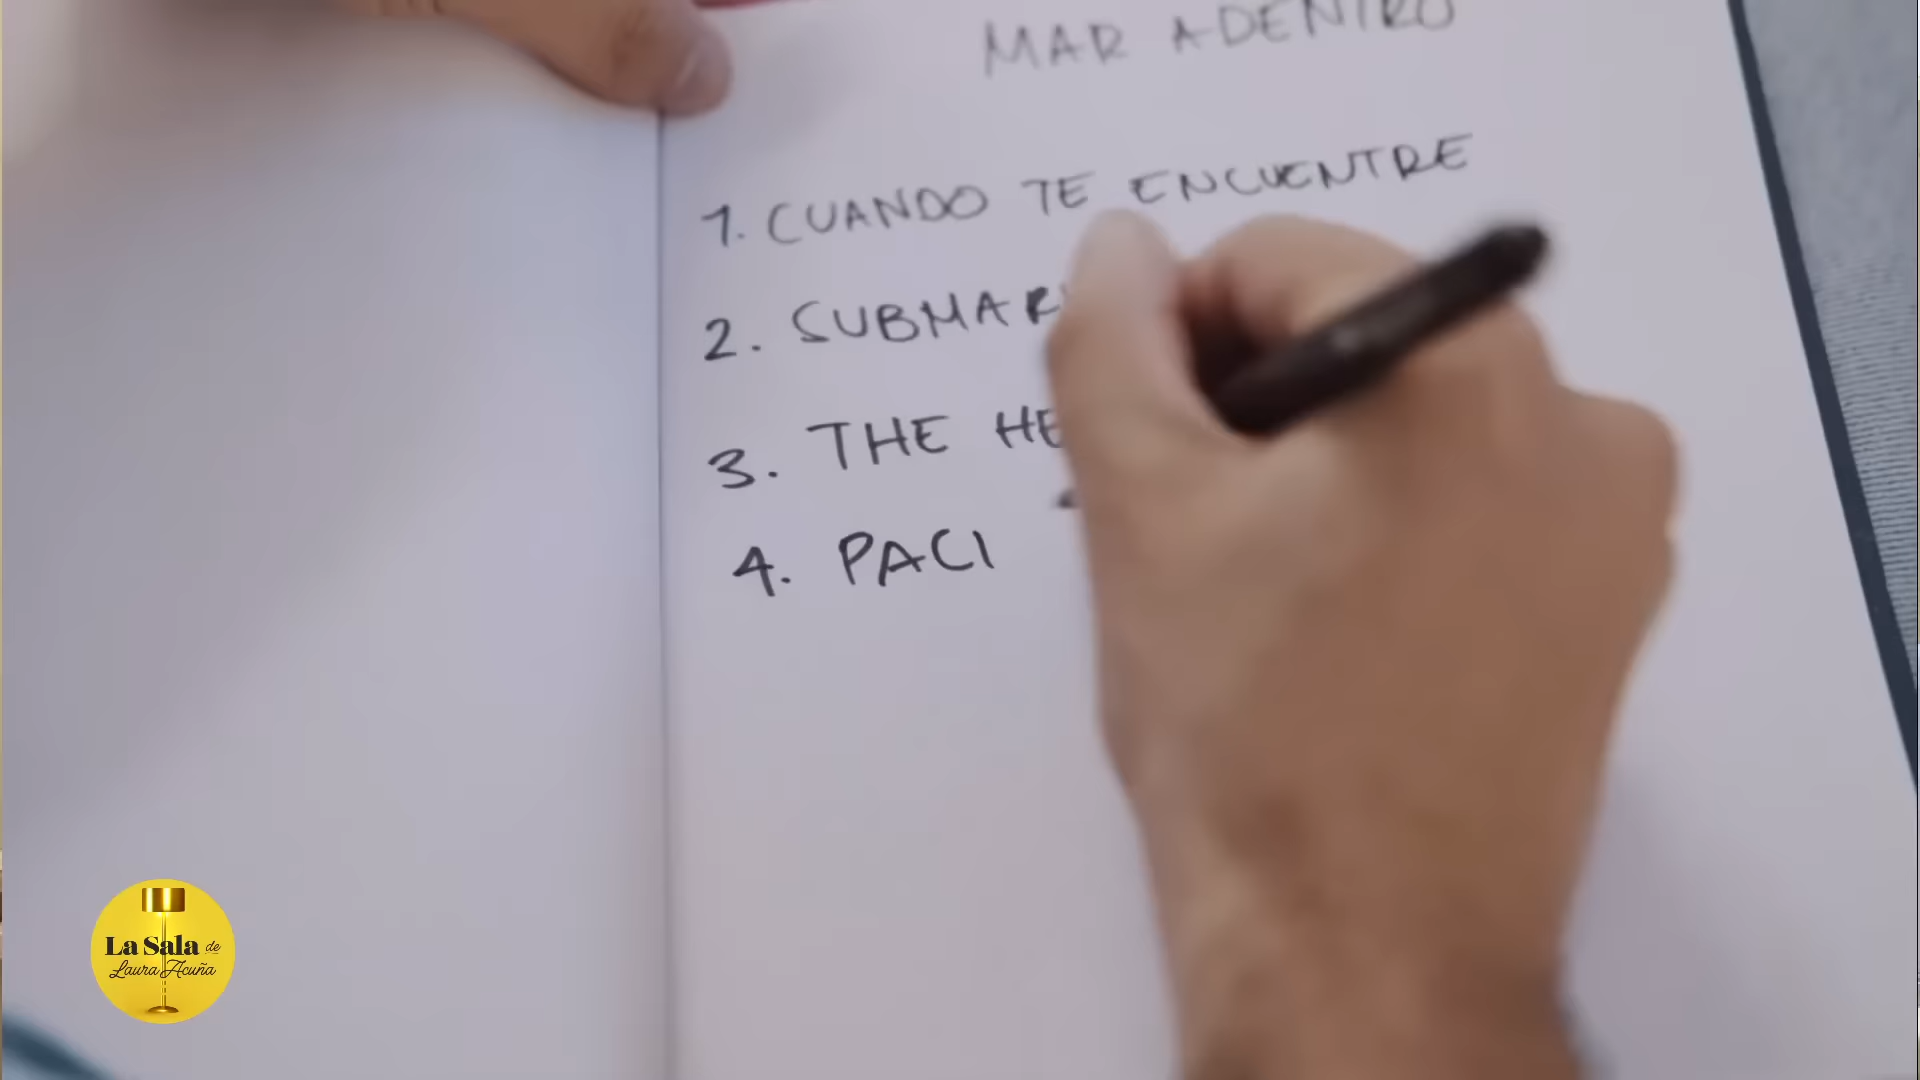 MAR ADENTRO
1. CUANDO TE ENCUENTRE
2. SUBMAR
3. THE HE
4. PACI
La Sala de
Laura Acuña